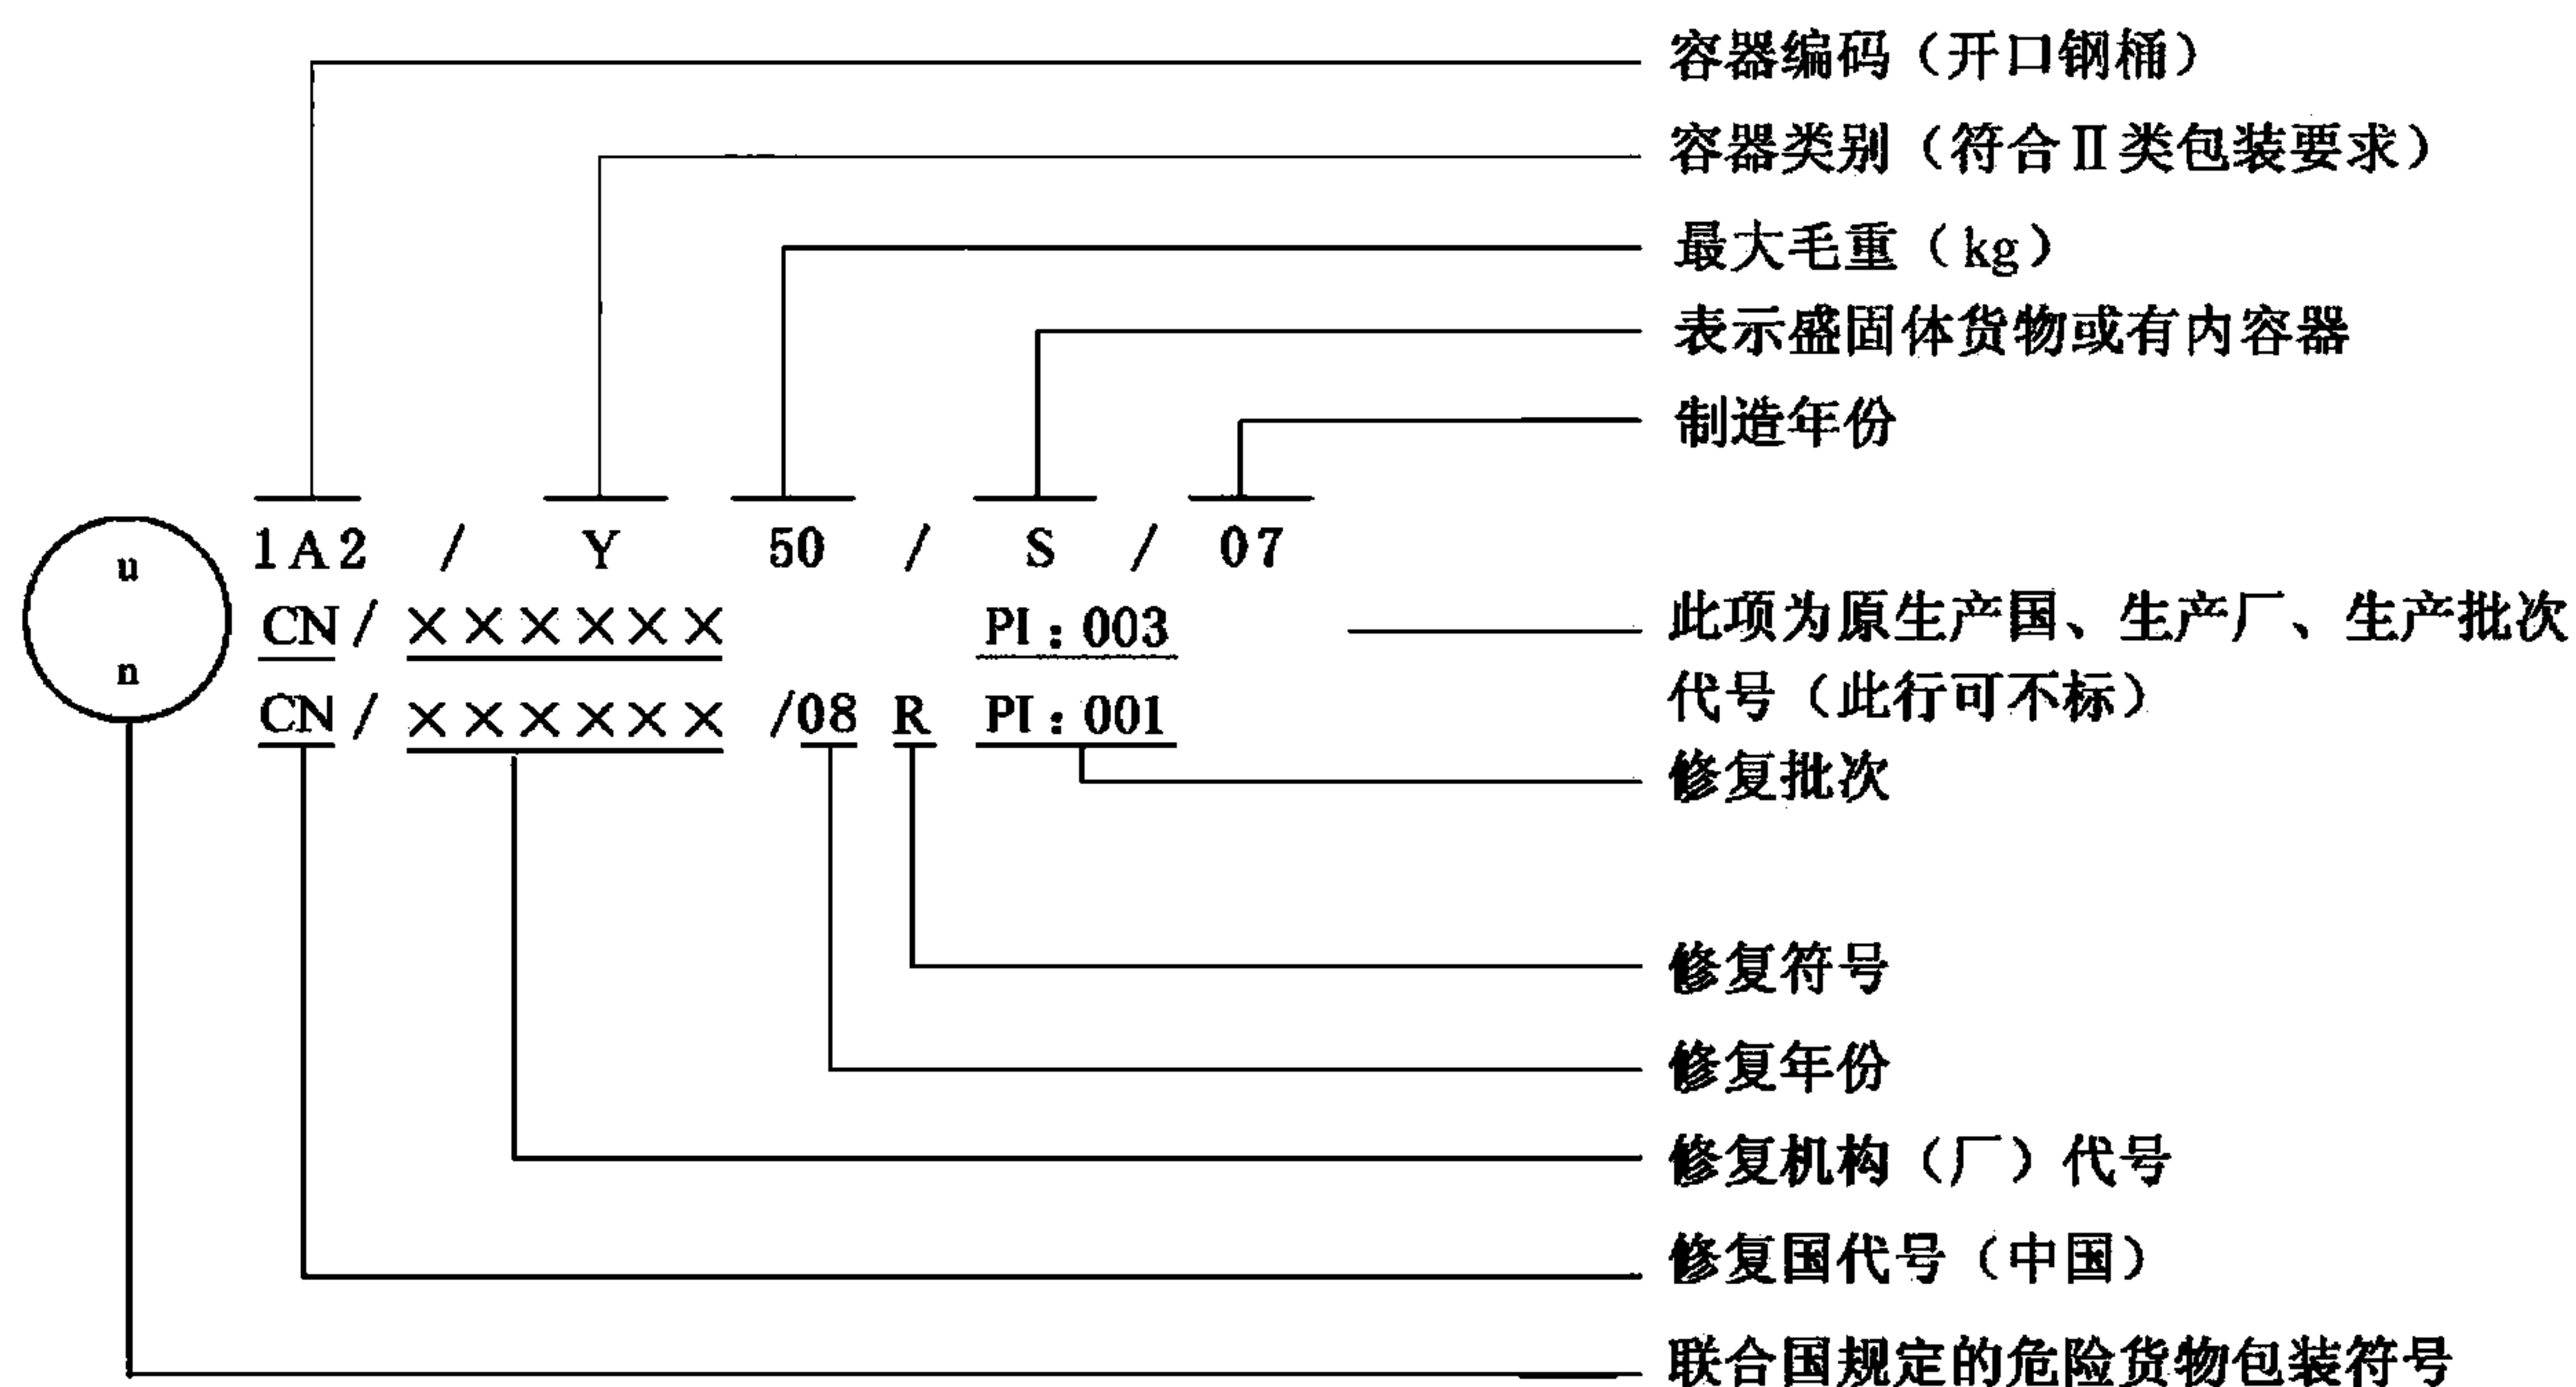 容器编码（开口钢桶）
容器类别（符合Ⅱ类包装要求）
最大毛重（kg）
表示盛固体货物或有内容器
制造年份
u
n
1A2 / Y 50 / S / 07
CN/ ×××××× PI：003
此项为原生产国、生产厂、生产批次
代号（此行可不标）
CN/ ×××××× /08 R PI：001
修复批次
修复符号
修复年份
修复机构（厂）代号
修复国代号（中国）
联合国规定的危险货物包装符号